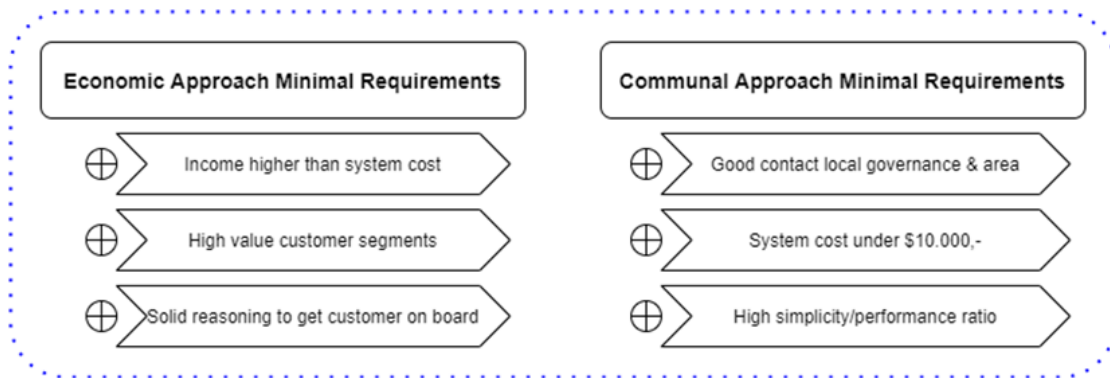 Economic Approach Minimal Requirements
Income higher than system cost
High value customer segments
Solid reasoning to get customer on board
Communal Approach Minimal Requirements
Good contact local governance & area
System cost under $10.000,-
High simplicity/performance ratio